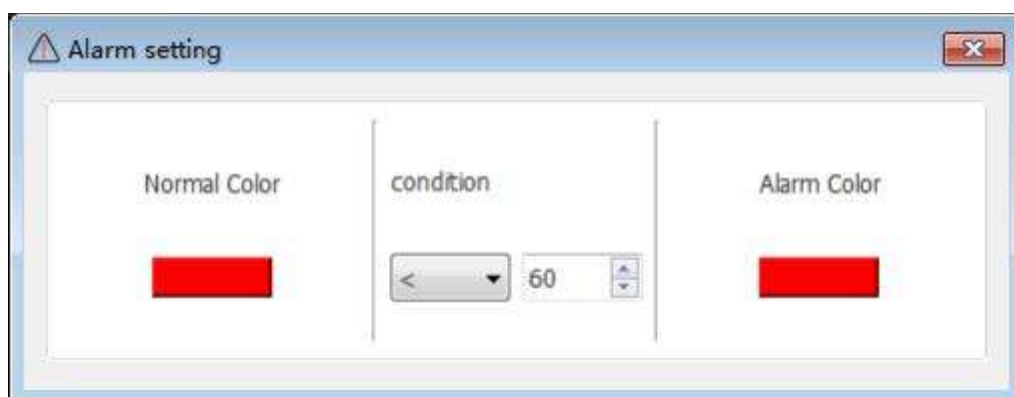 Alarm setting
Normal Color
condition
Alarm Color
<
60